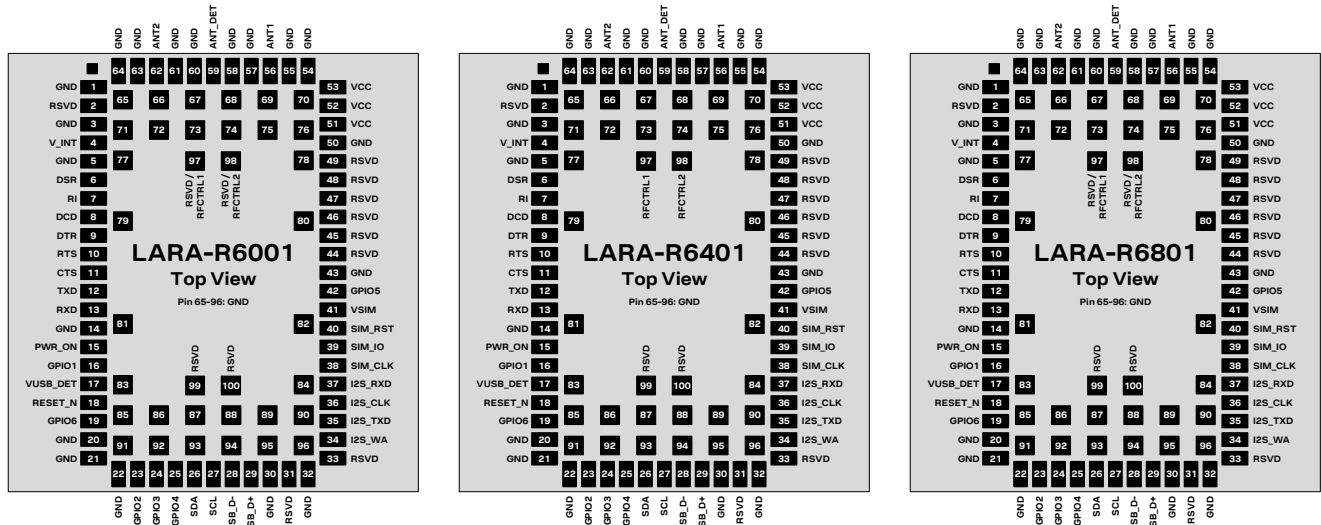 GND GND ANT2 GND GND ANT_DET GND GND ANT1 GND GND
64 63 62 61 60 59 58 57 56 55 54
GND 1 53 VCC
65 66 67 68 69 70
RSVD 2 52 VCC
GND 3 51 VCC
71 72 73 74 75 76
V_INT 4 50 GND
GND 5 77 97 98 78 49 RSVD
DSR 6 RSVD / RFCTRL1 RSVD / RFCTRL2 48 RSVD
RI 7 47 RSVD
DCD 8 79 80 46 RSVD
DTR 9 45 RSVD
RTS 10 LARA-R6001 44 RSVD
CTS 11 Top View 43 GND
TXD 12 Pin 65-96: GND 42 GPIO5
RXD 13 41 VSIM
GND 14 81 82 40 SIM_RST
PWR_ON 15 39 SIM_IO
GPIO1 16 RSVD RSVD 38 SIM_CLK
VUSB_DET 17 83 99 100 84 37 I2S_RXD
RESET_N 18 36 I2S_CLK
GPIO6 19 85 86 87 88 89 90 35 I2S_TXD
GND 20 91 92 93 94 95 96 34 I2S_WA
GND 21 33 RSVD
22 23 24 25 26 27 28 29 30 31 32
GND GPIO2 GPIO3 GPIO4 SDA SCL SB_D- SB_D+ GND RSVD GND
GND GND ANT2 GND GND ANT_DET GND GND ANT1 GND GND
64 63 62 61 60 59 58 57 56 55 54
GND 1 53 VCC
65 66 67 68 69 70
RSVD 2 52 VCC
GND 3 51 VCC
71 72 73 74 75 76
V_INT 4 50 GND
GND 5 77 97 98 78 49 RSVD
DSR 6 RFCTRL1 RFCTRL2 48 RSVD
RI 7 47 RSVD
DCD 8 79 80 46 RSVD
DTR 9 45 RSVD
RTS 10 LARA-R6401 44 RSVD
CTS 11 Top View 43 GND
TXD 12 Pin 65-96: GND 42 GPIO5
RXD 13 41 VSIM
GND 14 81 82 40 SIM_RST
PWR_ON 15 39 SIM_IO
GPIO1 16 RSVD RSVD 38 SIM_CLK
VUSB_DET 17 83 99 100 84 37 I2S_RXD
RESET_N 18 36 I2S_CLK
GPIO6 19 85 86 87 88 89 90 35 I2S_TXD
GND 20 91 92 93 94 95 96 34 I2S_WA
GND 21 33 RSVD
22 23 24 25 26 27 28 29 30 31 32
GND GPIO2 GPIO3 GPIO4 SDA SCL SB_D- SB_D+ GND RSVD GND
GND GND ANT2 GND GND ANT_DET GND GND ANT1 GND GND
64 63 62 61 60 59 58 57 56 55 54
GND 1 53 VCC
65 66 67 68 69 70
RSVD 2 52 VCC
GND 3 51 VCC
71 72 73 74 75 76
V_INT 4 50 GND
GND 5 77 97 98 78 49 RSVD
DSR 6 RSVD / RFCTRL1 RSVD / RFCTRL2 48 RSVD
RI 7 47 RSVD
DCD 8 79 80 46 RSVD
DTR 9 45 RSVD
RTS 10 LARA-R6801 44 RSVD
CTS 11 Top View 43 GND
TXD 12 Pin 65-96: GND 42 GPIO5
RXD 13 41 VSIM
GND 14 81 82 40 SIM_RST
PWR_ON 15 39 SIM_IO
GPIO1 16 RSVD RSVD 38 SIM_CLK
VUSB_DET 17 83 99 100 84 37 I2S_RXD
RESET_N 18 36 I2S_CLK
GPIO6 19 85 86 87 88 89 90 35 I2S_TXD
GND 20 91 92 93 94 95 96 34 I2S_WA
GND 21 33 RSVD
22 23 24 25 26 27 28 29 30 31 32
GND GPIO2 GPIO3 GPIO4 SDA SCL SB_D- SB_D+ GND RSVD GND